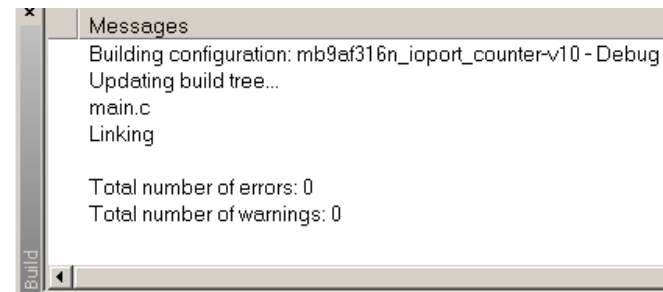 Messages
Building configuration: mb9af316n_ioport_counter-v10 - Debug
Updating build tree...
main.c
Linking
Total number of errors: 0
Total number of warnings: 0
Build